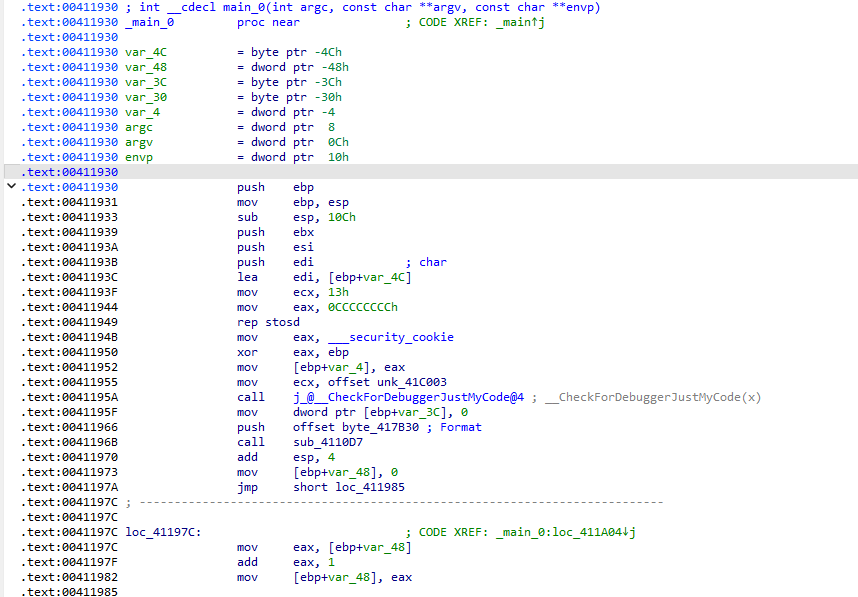 .text:00411930 ; int __cdecl main_0(int argc, const char **argv, const char **envp)
.text:00411930 _main_0 proc near ; CODE XREF: _main↑j
.text:00411930
.text:00411930 var_4C = byte ptr -4Ch
.text:00411930 var_48 = dword ptr -48h
.text:00411930 var_3C = byte ptr -3Ch
.text:00411930 var_30 = byte ptr -30h
.text:00411930 var_4 = dword ptr -4
.text:00411930 argc = dword ptr 8
.text:00411930 argv = dword ptr 0Ch
.text:00411930 envp = dword ptr 10h
.text:00411930
.text:00411930 push ebp
.text:00411931 mov ebp, esp
.text:00411933 sub esp, 10Ch
.text:00411939 push ebx
.text:0041193A push esi
.text:0041193B push edi ; char
.text:0041193C lea edi, [ebp+var_4C]
.text:0041193F mov ecx, 13h
.text:00411944 mov eax, 0CCCCCCCCh
.text:00411949 rep stosd
.text:0041194B mov eax, ___security_cookie
.text:00411950 xor eax, ebp
.text:00411952 mov [ebp+var_4], eax
.text:00411955 mov ecx, offset unk_41C003
.text:0041195A call j_@__CheckForDebuggerJustMyCode@4 ; __CheckForDebuggerJustMyCode(x)
.text:0041195F mov dword ptr [ebp+var_3C], 0
.text:00411966 push offset byte_417B30 ; Format
.text:0041196B call sub_4110D7
.text:00411970 add esp, 4
.text:00411973 mov [ebp+var_48], 0
.text:0041197A jmp short loc_411985
.text:0041197C ; ---------------------------------------------------------------------------
.text:0041197C
.text:0041197C loc_41197C: ; CODE XREF: _main_0:loc_411A04↓j
.text:0041197C mov eax, [ebp+var_48]
.text:0041197F add eax, 1
.text:00411982 mov [ebp+var_48], eax
.text:00411985